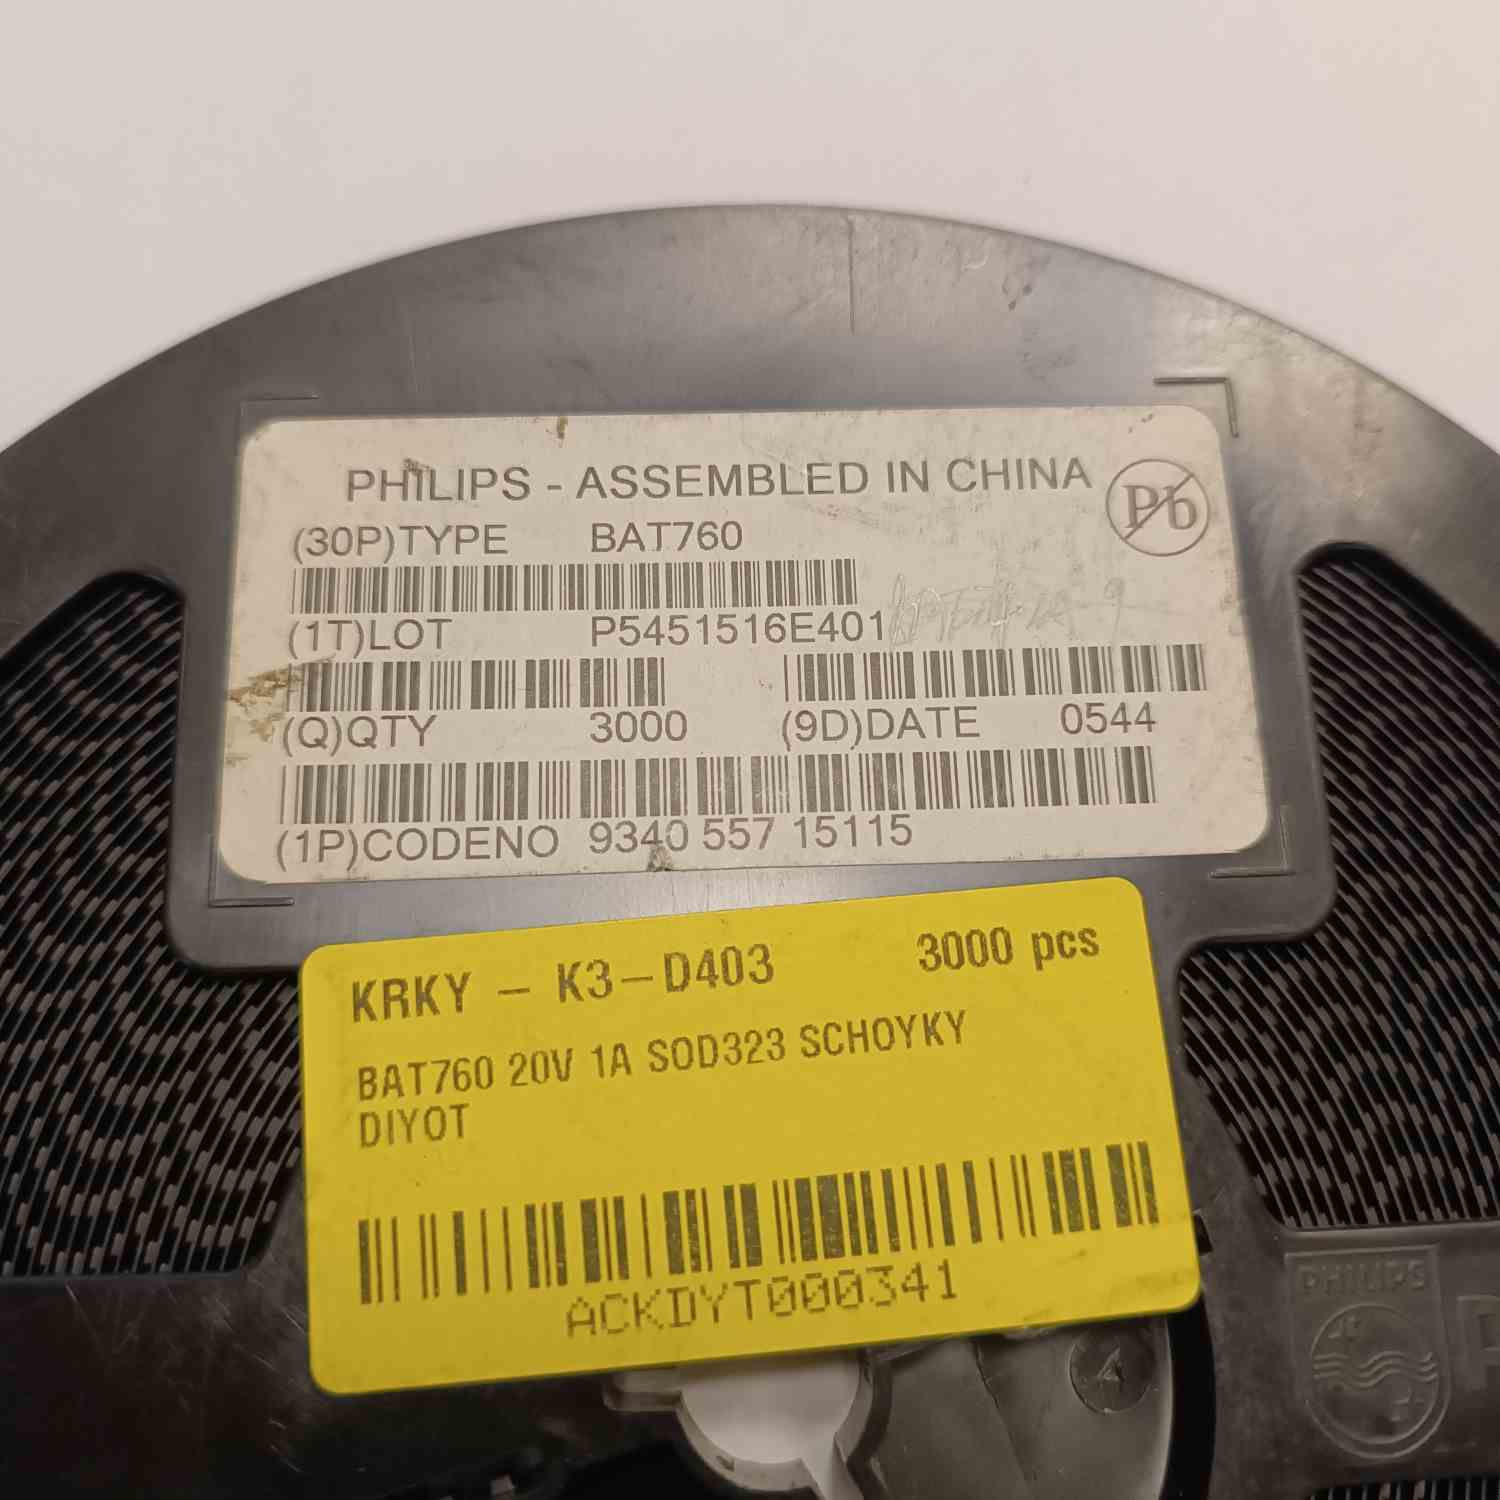 PHILIPS - ASSEMBLED IN CHINA
Pb
(30P)TYPE BAT760
(1T)LOT P5451516E401
(Q)QTY 3000 (9D)DATE 0544
(1P)CODENO 9340 557 15115
KRKY - K3-D403 3000 pcs
BAT760 20V 1A SOD323 SCHOYKY
DIYOT
ACKDYT000341
PHILIPS
A